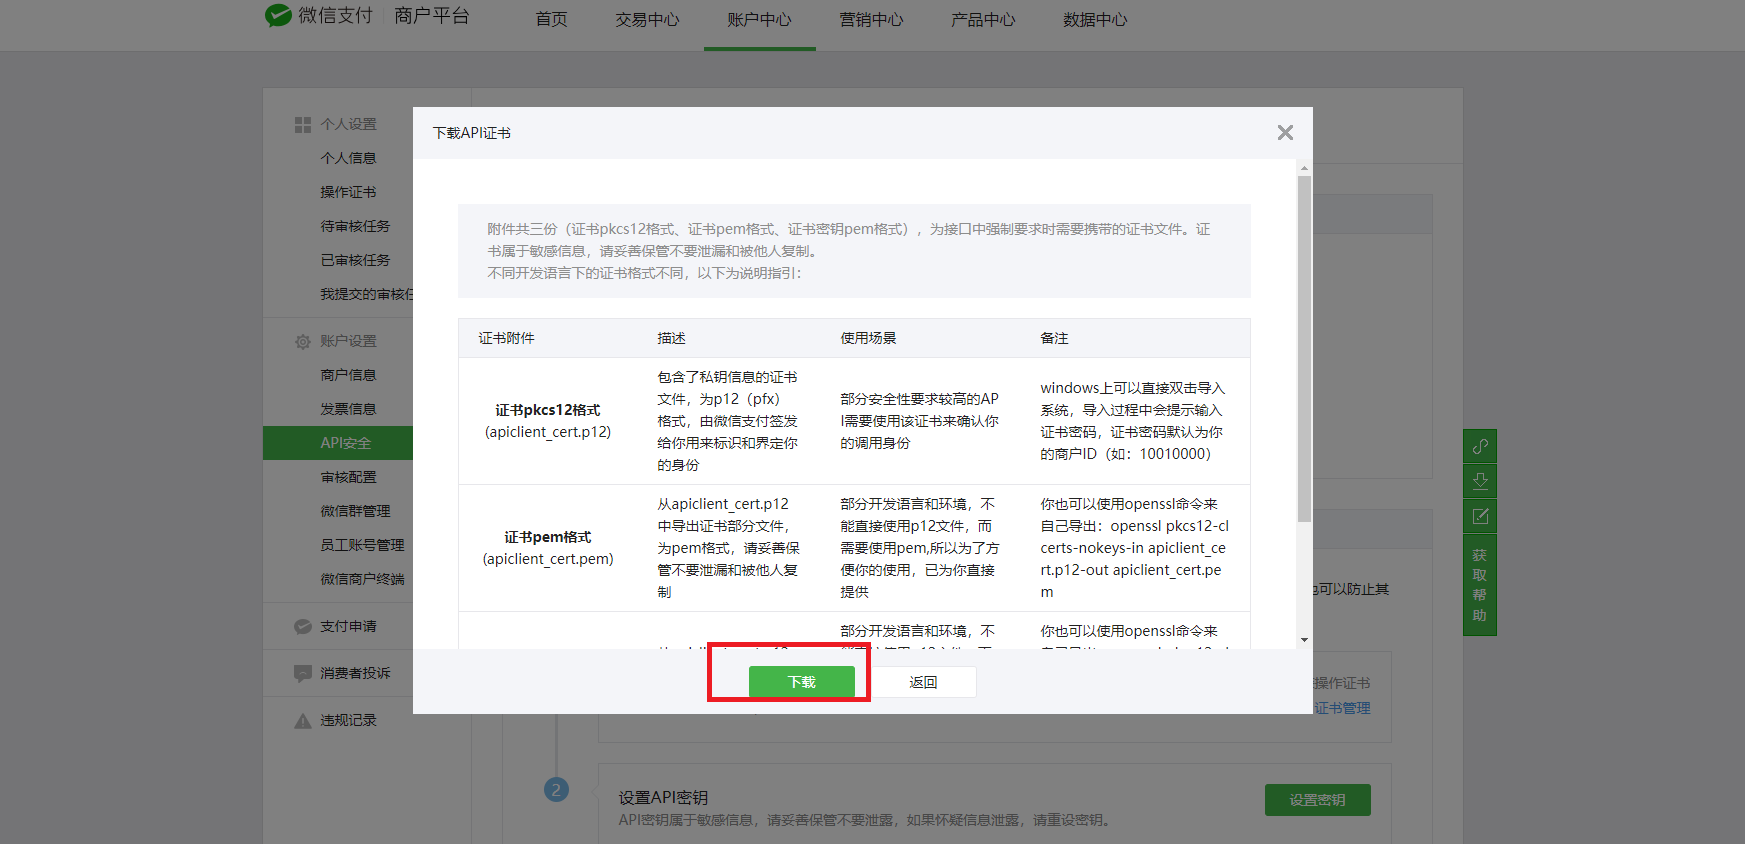 微信支付 商户平台 首页 交易中心 账户中心 营销中心 产品中心 数据中心
个人设置
个人信息
操作证书
待审核任务
已审核任务
我提交的审核任
账户设置
商户信息
发票信息
API安全
审核配置
微信群管理
员工账号管理
微信商户终端
支付申请
消费者投诉
违规记录
下载API证书
附件共三份（证书pkcs12格式、证书pem格式、证书密钥pem格式），为接口中强制要求时需要携带的证书文件。证
书属于敏感信息，请妥善保管不要泄漏和被他人复制。
不同开发语言下的证书格式不同，以下为说明指引：
证书附件 描述 使用场景 备注
证书pkcs12格式
(apiclient_cert.p12)
包含了私钥信息的证书
文件，为p12（pfx）
格式，由微信支付签发
给你用来标识和界定你
的身份
部分安全性要求较高的AP
I需要使用该证书来确认你
的调用身份
windows上可以直接双击导入
系统，导入过程中会提示输入
证书密码，证书密码默认为你
的商户ID（如：10010000）
证书pem格式
(apiclient_cert.pem)
从apiclient_cert.p12
中导出证书部分文件，
为pem格式，请妥善保
管不要泄漏和被他人复
制
部分开发语言和环境，不
能直接使用p12文件，而
需要使用pem,所以为了方
便你的使用，已为你直接
提供
你也可以使用openssl命令来
自己导出：openssl pkcs12-cl
certs-nokeys-in apiclient_ce
rt.p12-out apiclient_cert.pe
m
部分开发语言和环境，不
你也可以使用openssl命令来
下载 返回
也可以防止其
操作证书
证书管理
2
设置API密钥
API密钥属于敏感信息，请妥善保管不要泄露，如果怀疑信息泄露，请重设密钥。
设置密钥
获
取
帮
助